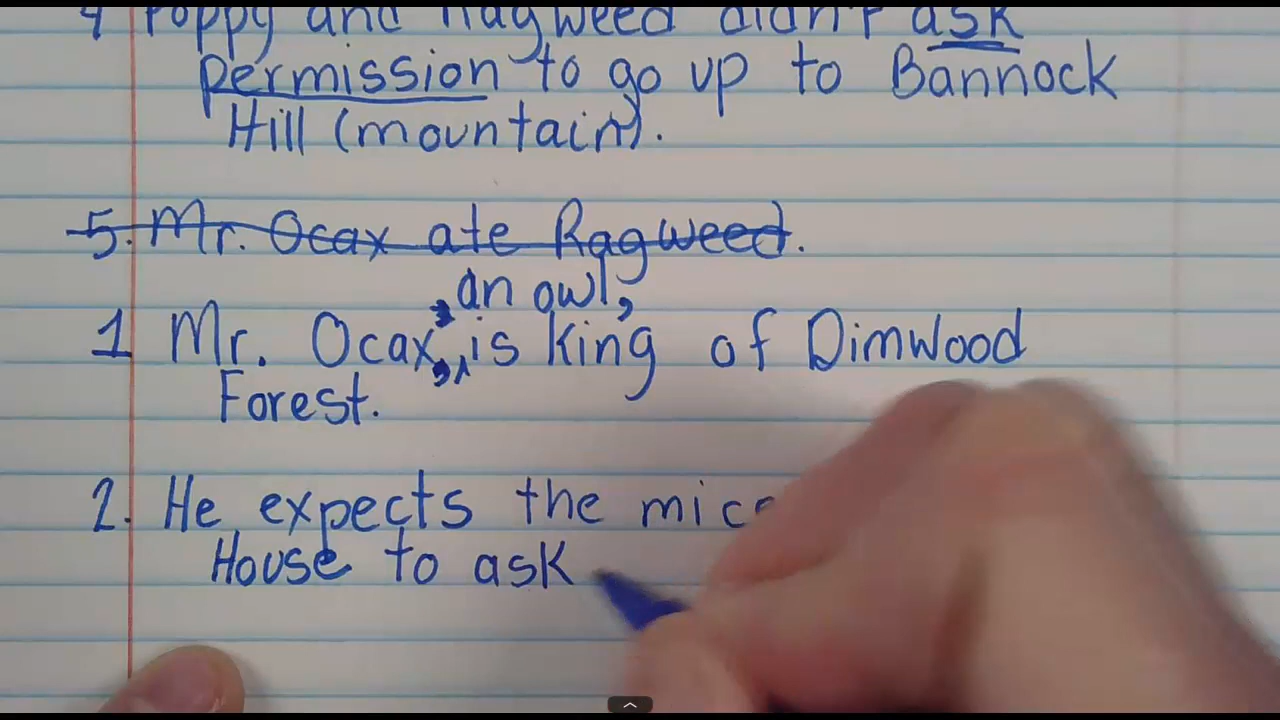 4 Poppy and Ragweed didn't ask
permission to go up to Bannock
Hill (mountain).
5. Mr. Ocax ate Ragweed.
an owl,
1 Mr. Ocax, is king of Dimwood
Forest.
2. He expects the mice
House to ask